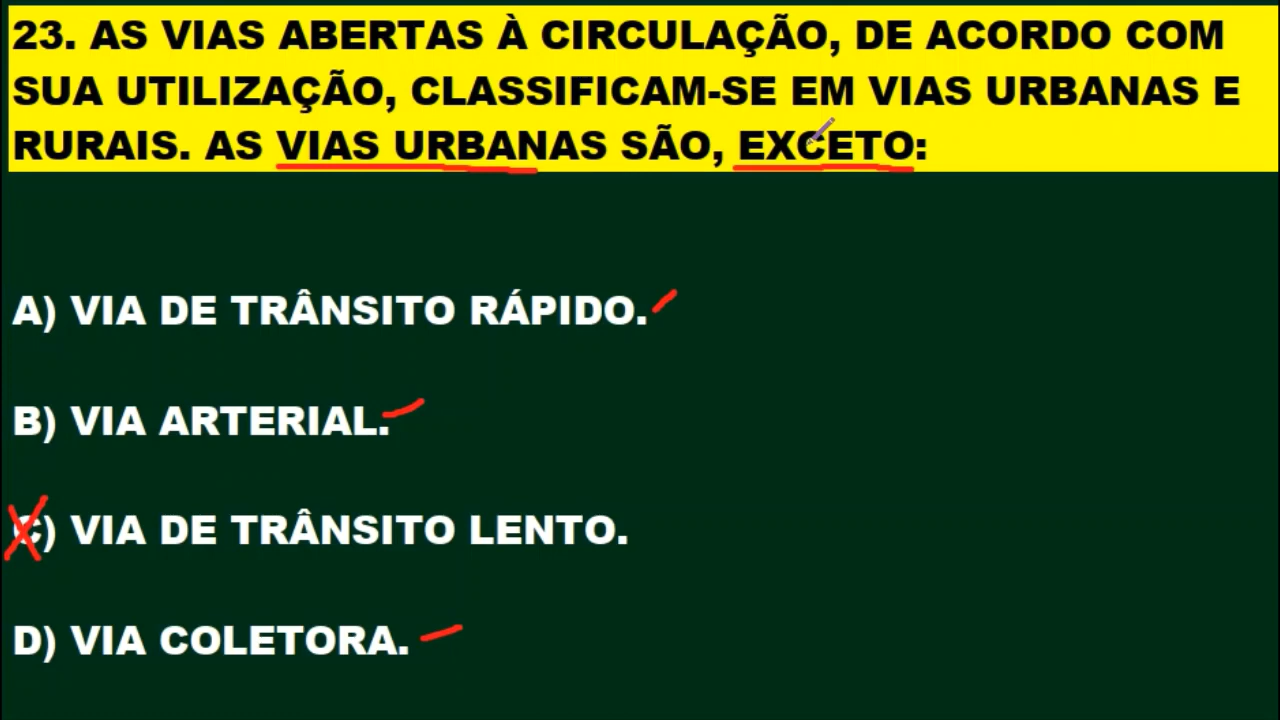 23. AS VIAS ABERTAS À CIRCULAÇÃO, DE ACORDO COM
SUA UTILIZAÇÃO, CLASSIFICAM-SE EM VIAS URBANAS E
RURAIS. AS VIAS URBANAS SÃO, EXCETO:
A) VIA DE TRÂNSITO RÁPIDO.
B) VIA ARTERIAL.
C) VIA DE TRÂNSITO LENTO.
D) VIA COLETORA.